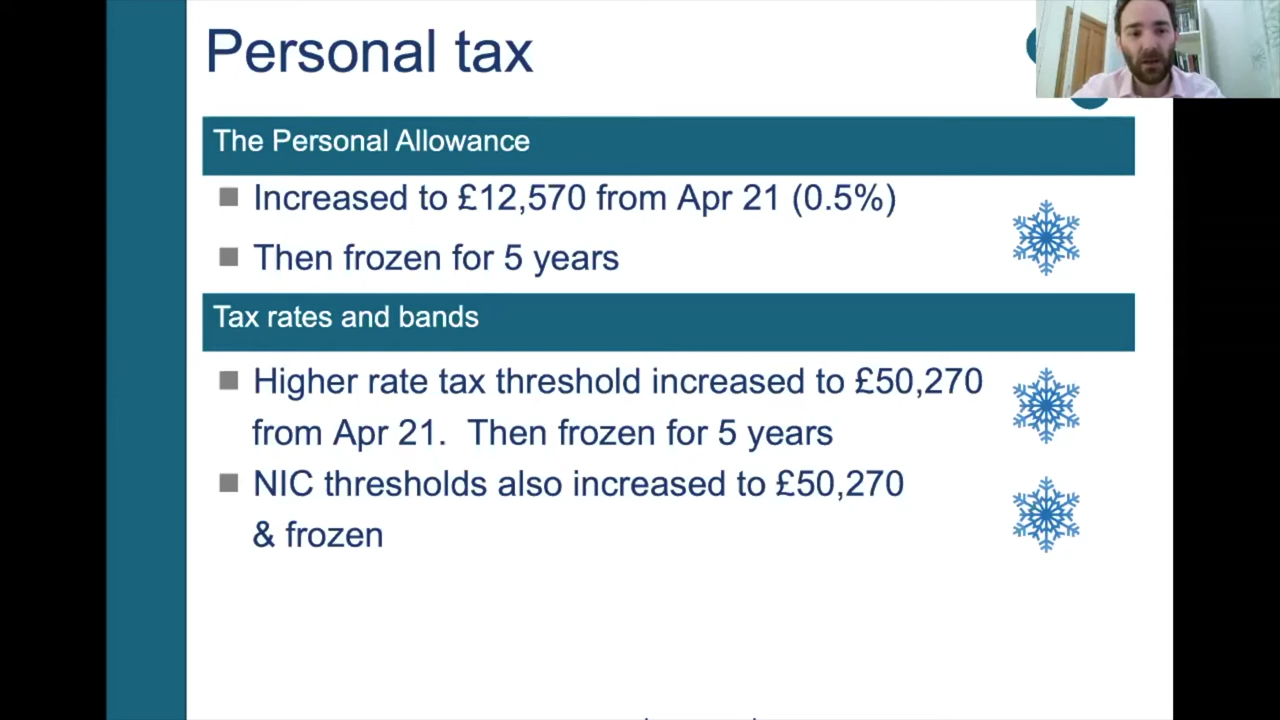 Personal tax
The Personal Allowance
Increased to £12,570 from Apr 21 (0.5%)
Then frozen for 5 years
Tax rates and bands
Higher rate tax threshold increased to £50,270
from Apr 21.  Then frozen for 5 years
NIC thresholds also increased to £50,270
& frozen